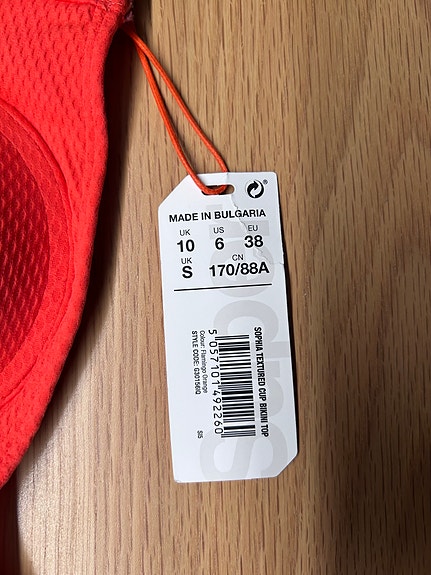 MADE IN BULGARIA
UK US EU
10 6 38
UK CN
S 170/88A
SOPHIA TEXTURED CUP BIKINI TOP
5 057101 492260
Colour: Flamingo Orange